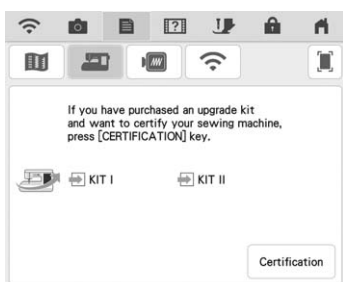 If you have purchased an upgrade kit
and want to certify your sewing machine,
press [CERTIFICATION] key.
KIT I KIT II
Certification